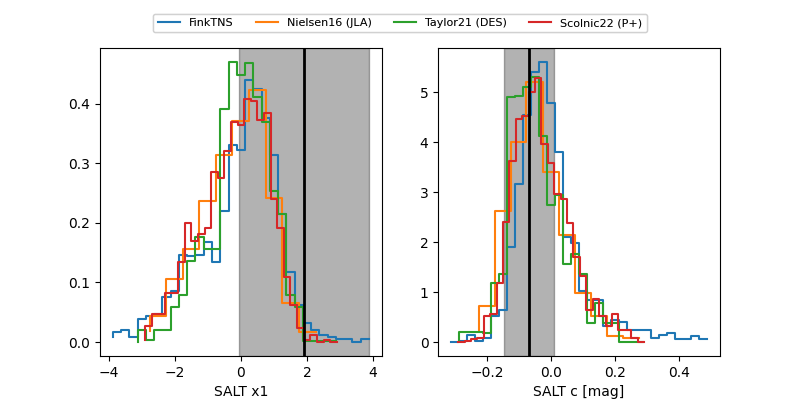 FinkTNS Nielsen16 (JLA) Taylor21 (DES) Scolnic22 (P+)
0.4
0.3
0.2
0.1
0.0
−4 −2 0 2 4
SALT x1
5
4
3
2
1
0
−0.2 0.0 0.2 0.4
SALT c [mag]